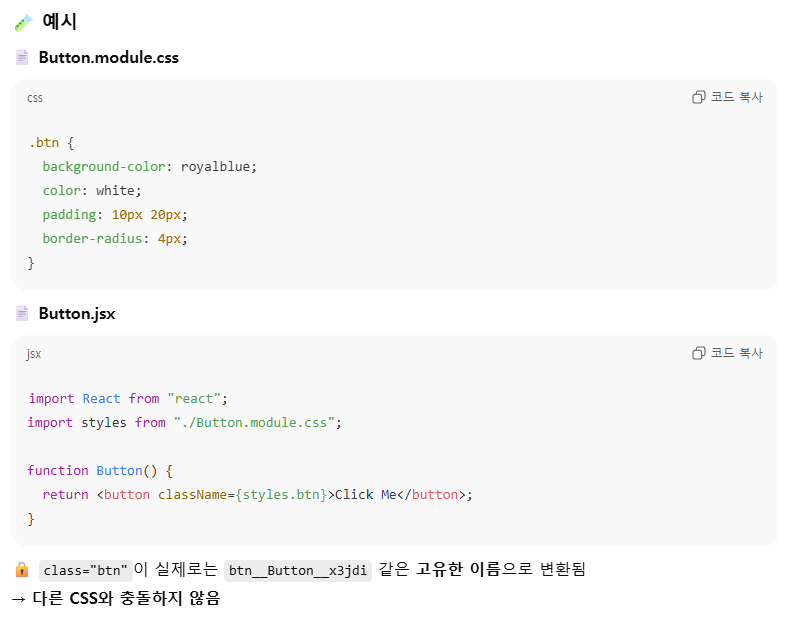 예시
Button.module.css
css
코드 복사
.btn {
  background-color: royalblue;
  color: white;
  padding: 10px 20px;
  border-radius: 4px;
}
Button.jsx
jsx
코드 복사
import React from "react";
import styles from "./Button.module.css";
function Button() {
  return <button className={styles.btn}>Click Me</button>;
}
class="btn"이 실제로는 btn__Button__x3jdi 같은 고유한 이름으로 변환됨
→ 다른 CSS와 충돌하지 않음